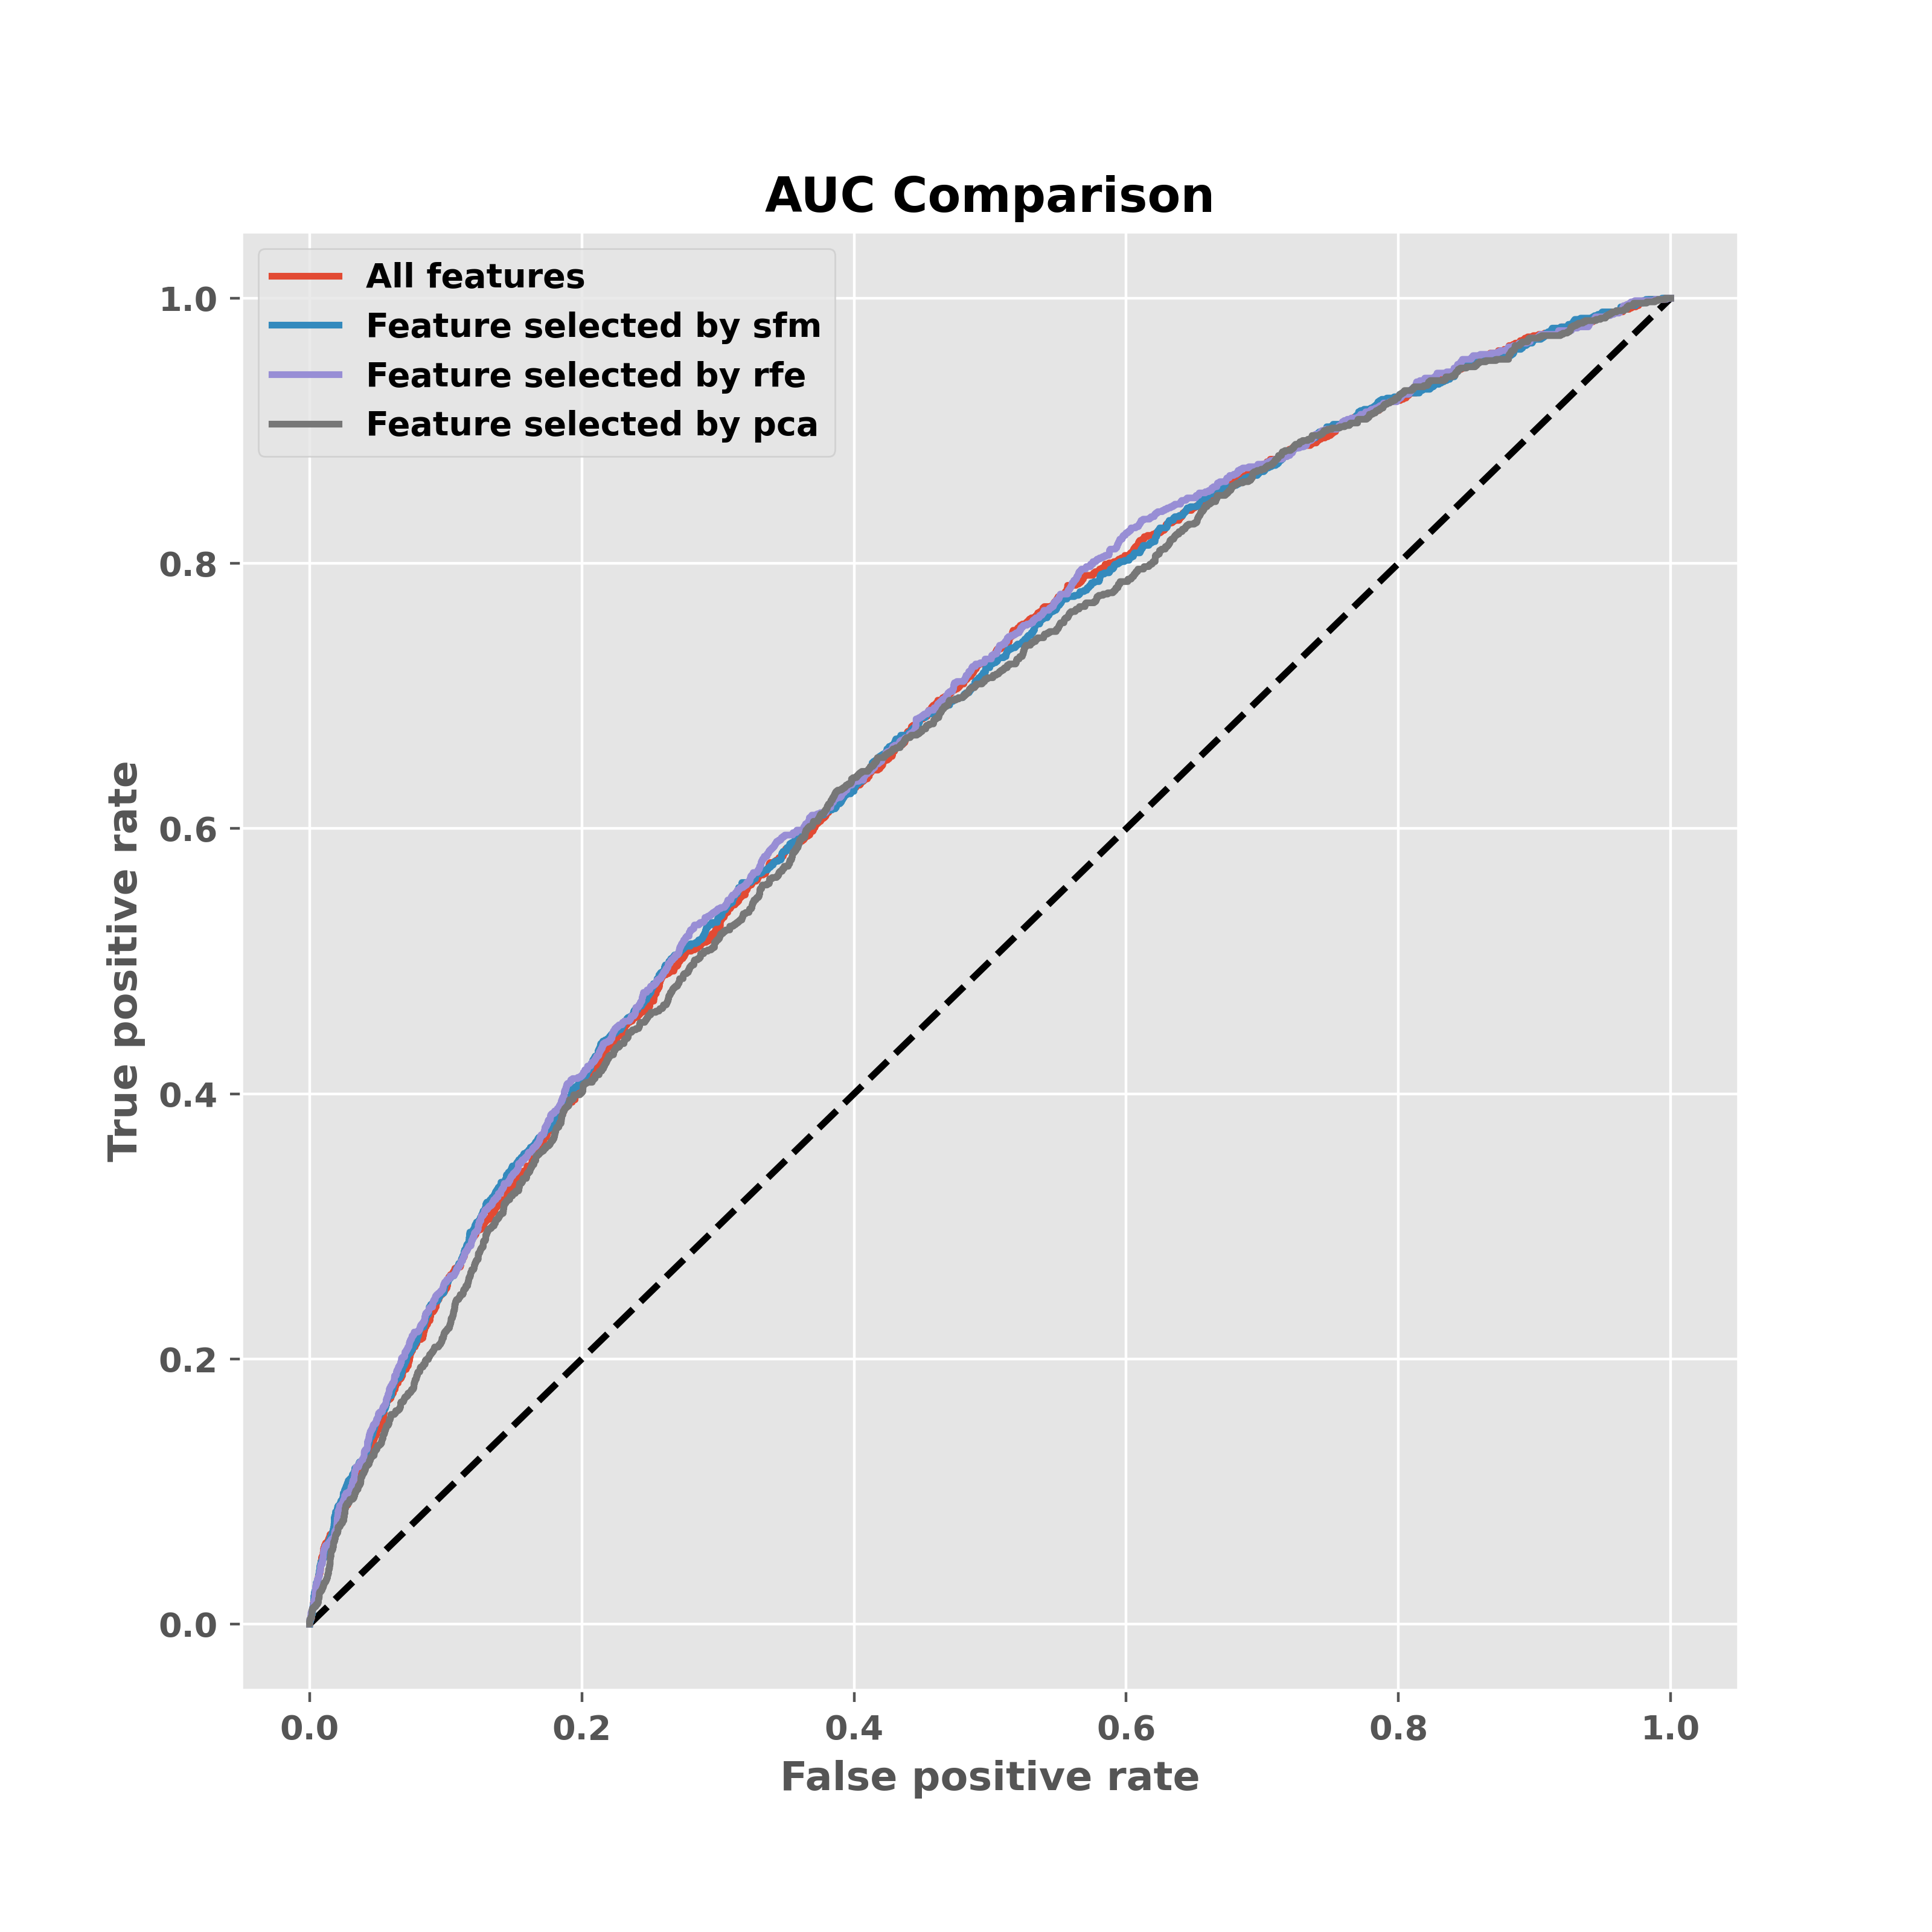 AUC Comparison
All features
Feature selected by sfm
Feature selected by rfe
Feature selected by pca
1.0
0.8
0.6
0.4
0.2
0.0
True positive rate
0.0 0.2 0.4 0.6 0.8 1.0
False positive rate